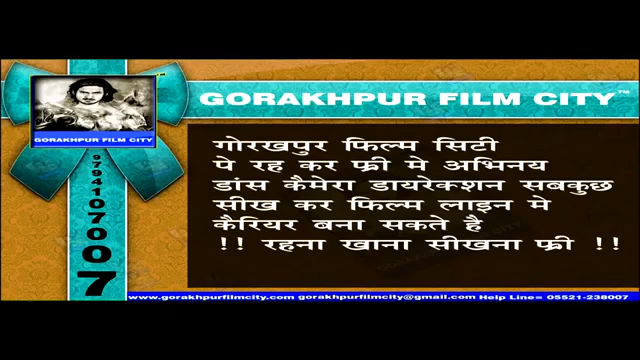 GORAKHPUR FILM CITY™
GORAKHPUR FILM CITY
9794107007
गोरखपुर फिल्म सिटी
पे रह कर फ्री मे अभिनय
डांस कैमेरा डायरेक्शन सबकुछ
सीख कर फिल्म लाइन मे
कैरियर बना सकते है
!! रहना खाना सीखना फ्री !!
www.gorakhpurfilmcity.com gorakhpurfilmcity@gmail.com Help Line= 05521-238007